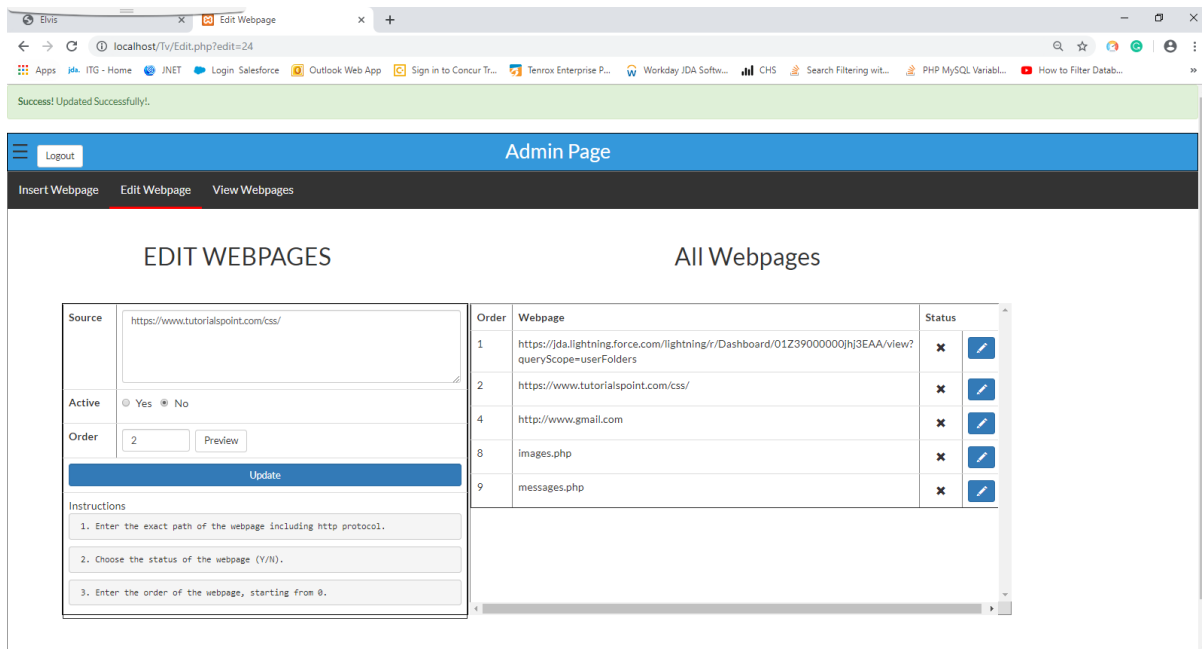 Elvis
Edit Webpage
localhost/Tv/Edit.php?edit=24
Apps jda. ITG - Home JNET Login Salesforce Outlook Web App Sign in to Concur Tr... Tenrox Enterprise P... Workday JDA Softw... CHS Search Filtering wit... PHP MySQL Variabl... How to Filter Datab... »
Success! Updated Successfully!.
Logout
Admin Page
Insert Webpage Edit Webpage View Webpages
EDIT WEBPAGES
Source
https://www.tutorialspoint.com/css/
Active
Yes No
Order
2
Preview
Update
Instructions
1. Enter the exact path of the webpage including http protocol.
2. Choose the status of the webpage (Y/N).
3. Enter the order of the webpage, starting from 0.
All Webpages
Order Webpage Status
1 https://jda.lightning.force.com/lightning/r/Dashboard/01Z39000000jhj3EAA/view?
queryScope=userFolders
2 https://www.tutorialspoint.com/css/
4 http://www.gmail.com
8 images.php
9 messages.php